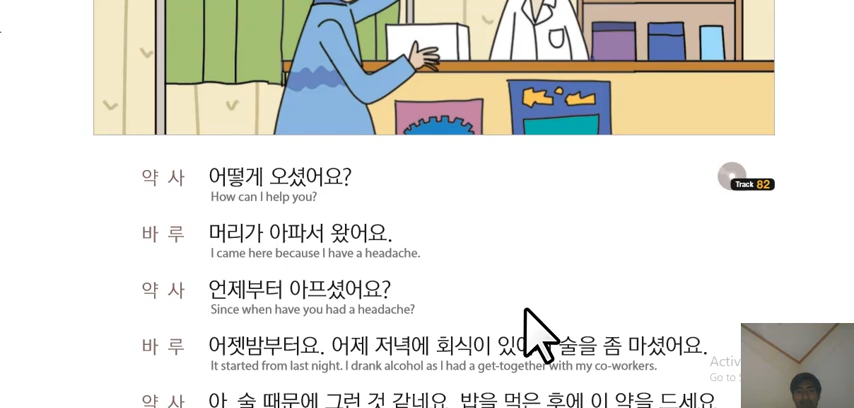 약 사 어떻게 오셨어요?
How can I help you?
Track 82
바 루 머리가 아파서 왔어요.
I came here because I have a headache.
약 사 언제부터 아프셨어요?
Since when have you had a headache?
바 루 어젯밤부터요. 어제 저녁에 회식이 술을 좀 마셨어요.
It started from last night. I drank alcohol as I had a get-together with my co-workers.
약 사 아, 술 때문에 그런 것 같네요. 밥을 먹은 후에 이 약을 드세요.